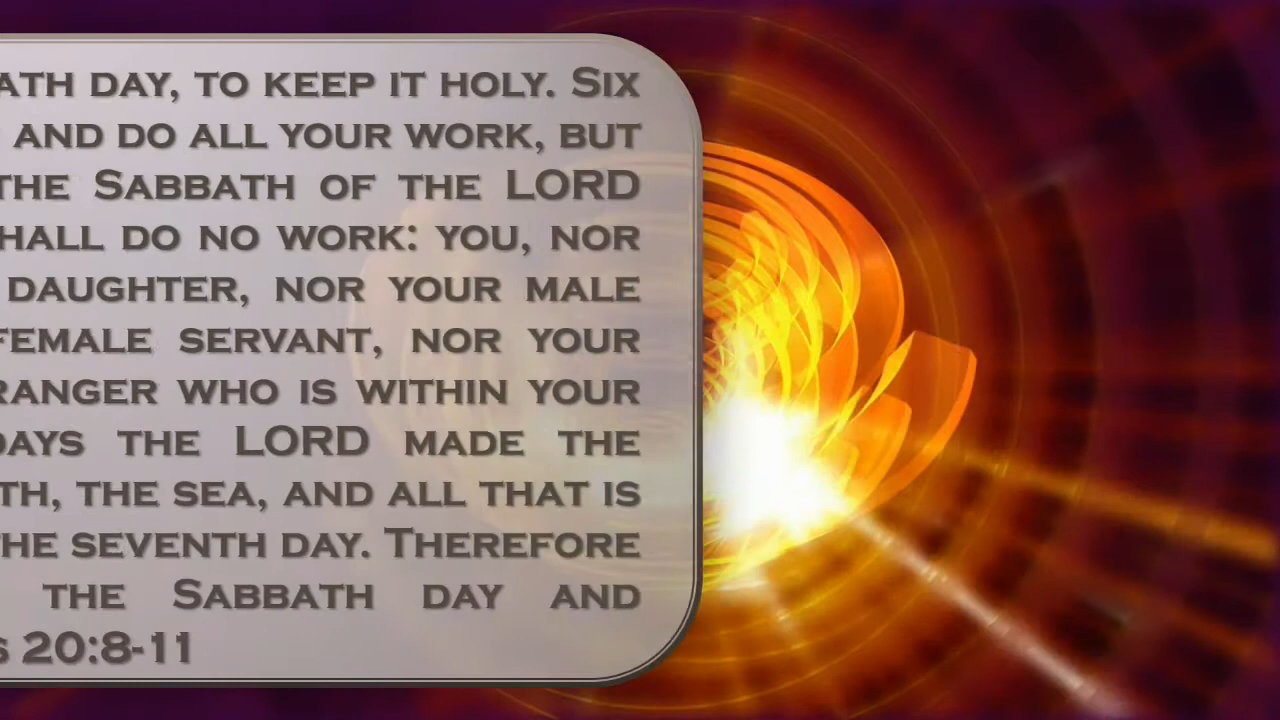 ATH DAY, TO KEEP IT HOLY. SIX
AND DO ALL YOUR WORK, BUT
THE SABBATH OF THE LORD
HALL DO NO WORK: YOU, NOR
DAUGHTER, NOR YOUR MALE
FEMALE SERVANT, NOR YOUR
RANGER WHO IS WITHIN YOUR
DAYS THE LORD MADE THE
TH, THE SEA, AND ALL THAT IS
THE SEVENTH DAY. THEREFORE
THE SABBATH DAY AND
S 20:8-11